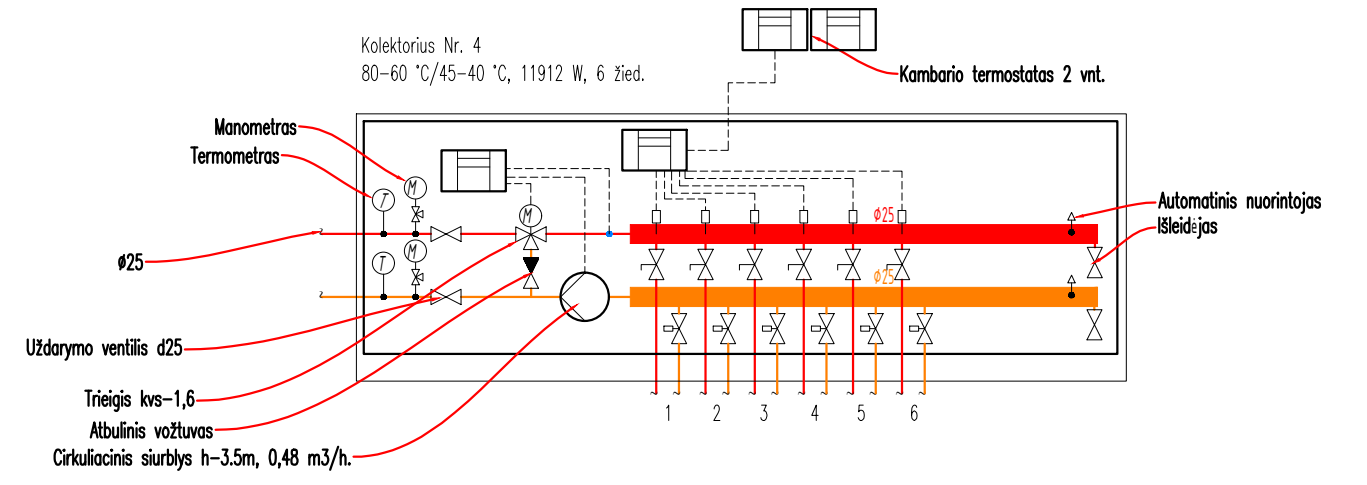 Kolektorius Nr. 4
80-60 °C/45-40 °C, 11912 W, 6 žied.
Kambario termostatas 2 vnt.
Manometras
Termometras
M
T
M
ø25
Automatinis nuorintojas
Išleidėjas
ø25
M
T
ø25
Uždarymo ventilis d25
Trieigis kvs-1,6
1 2 3 4 5 6
Atbulinis vožtuvas
Cirkuliacinis siurblys h-3.5m, 0,48 m3/h.